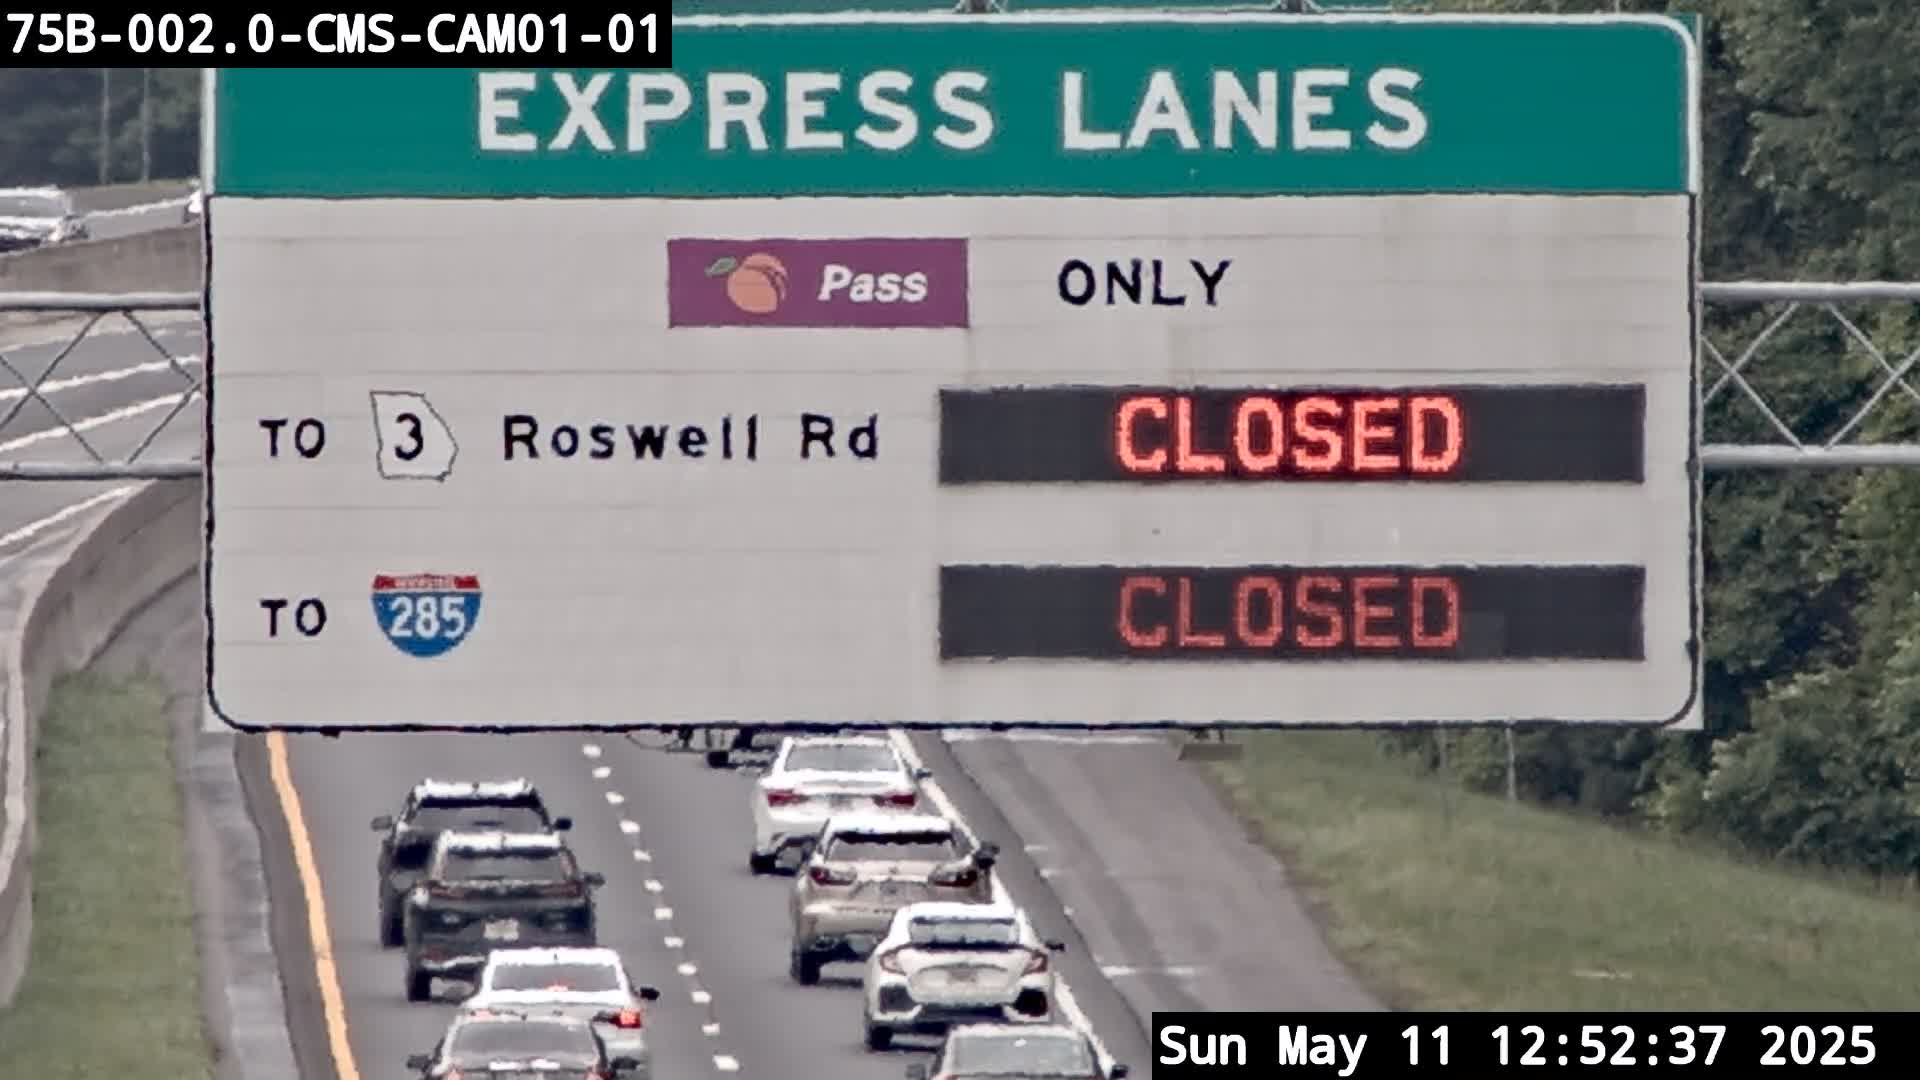 75B-002.0-CMS-CAM01-01
EXPRESS LANES
Pass ONLY
TO 3 Roswell Rd CLOSED
TO INTERSTATE 285 CLOSED
Sun May 11 12:52:37 2025